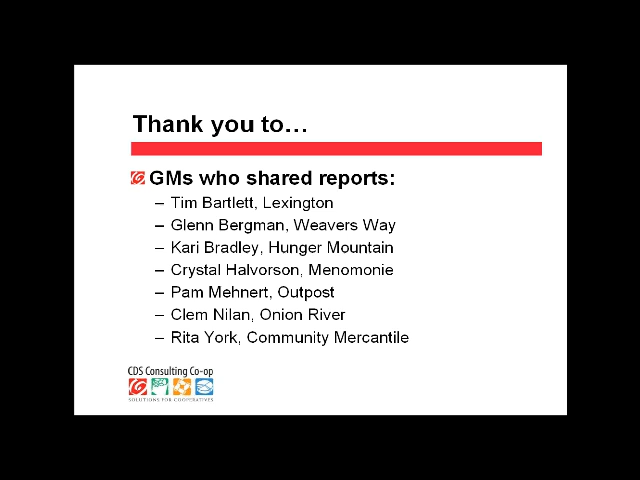 Thank you to…
GMs who shared reports:
– Tim Bartlett, Lexington
– Glenn Bergman, Weavers Way
– Kari Bradley, Hunger Mountain
– Crystal Halvorson, Menomonie
– Pam Mehnert, Outpost
– Clem Nilan, Onion River
– Rita York, Community Mercantile
CDS Consulting Co-op
SOLUTIONS FOR COOPERATIVES